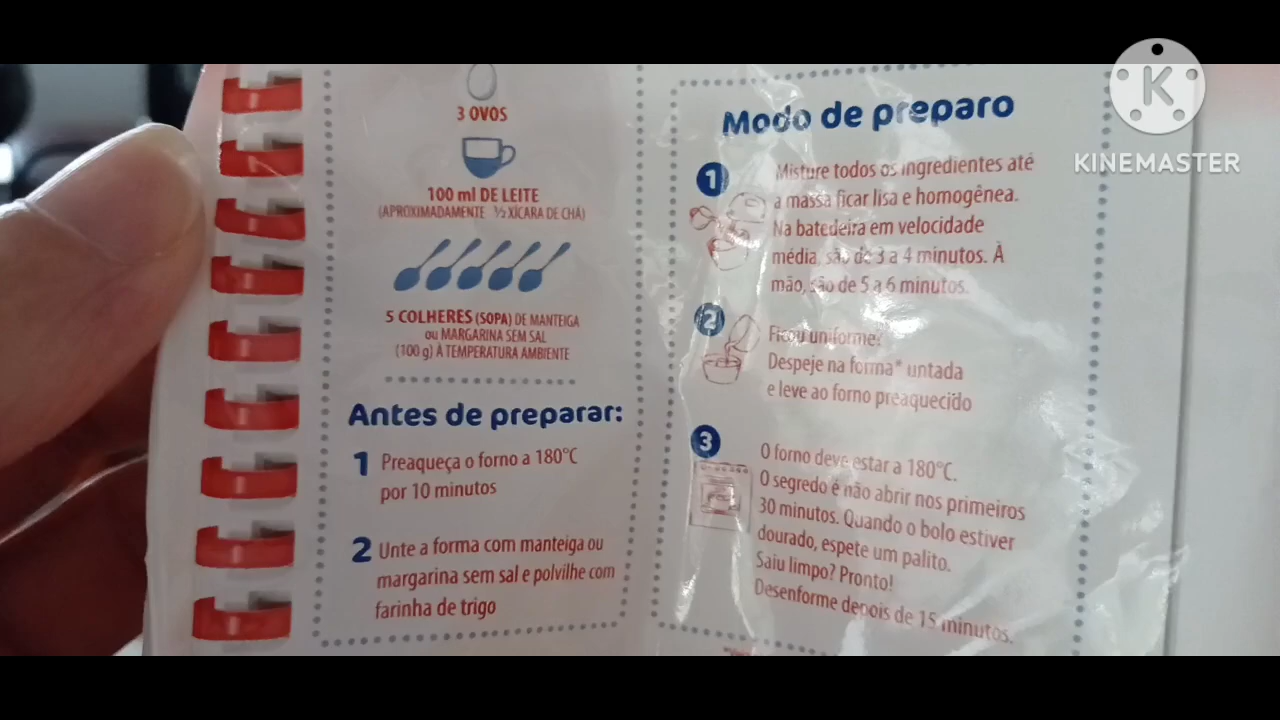 3 OVOS
100 ml DE LEITE
(APROXIMADAMENTE ½ XÍCARA DE CHÁ)
5 COLHERES (SOPA) DE MANTEIGA
ou MARGARINA SEM SAL
(100 g) À TEMPERATURA AMBIENTE
Antes de preparar:
1 Preaqueça o forno a 180°C
por 10 minutos
2 Unte a forma com manteiga ou
margarina sem sal e polvilhe com
farinha de trigo
Modo de preparo
1 Misture todos os ingredientes até
a massa ficar lisa e homogênea.
Na batedeira em velocidade
média, são de 3 a 4 minutos. À
mão, são de 5 a 6 minutos.
2 Ficou uniforme?
Despeje na forma* untada
e leve ao forno preaquecido
3 O forno deve estar a 180°C.
O segredo é não abrir nos primeiros
30 minutos. Quando o bolo estiver
dourado, espete um palito.
Saiu limpo? Pronto!
Desenforme depois de 15 minutos.
K
KINEMASTER